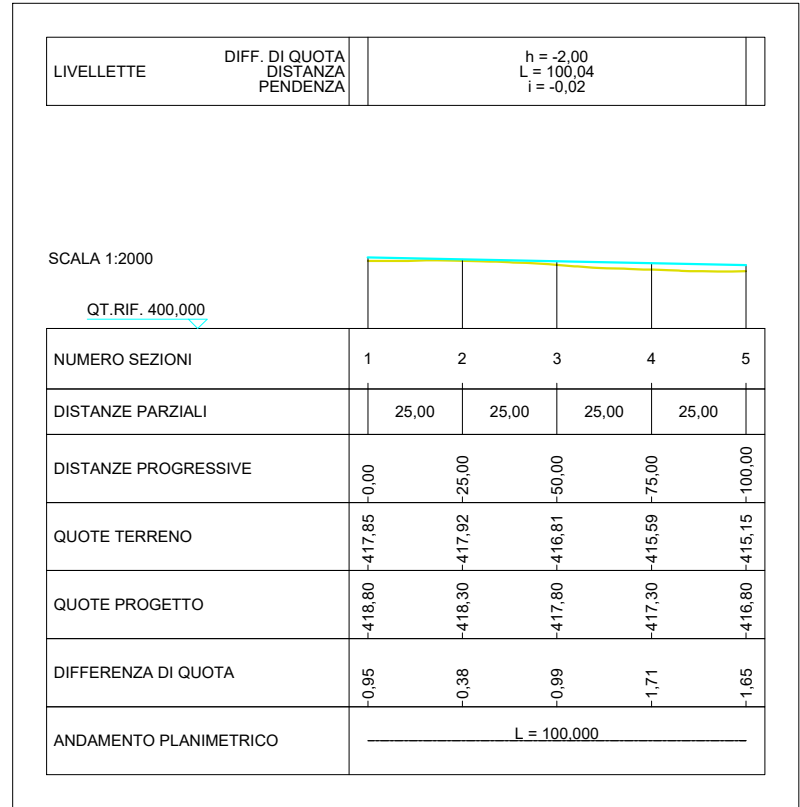 LIVELLETTE
DIFF. DI QUOTA
DISTANZA
PENDENZA
h = -2,00
L = 100,04
i = -0,02
SCALA 1:2000
QT.RIF. 400,000
NUMERO SEZIONI 1 2 3 4 5
DISTANZE PARZIALI 25,00 25,00 25,00 25,00
DISTANZE PROGRESSIVE 0,00 25,00 50,00 75,00 100,00
QUOTE TERRENO 417,85 417,92 416,81 415,59 415,15
QUOTE PROGETTO 418,80 418,30 417,80 417,30 416,80
DIFFERENZA DI QUOTA 0,95 0,38 0,99 1,71 1,65
ANDAMENTO PLANIMETRICO L = 100,000